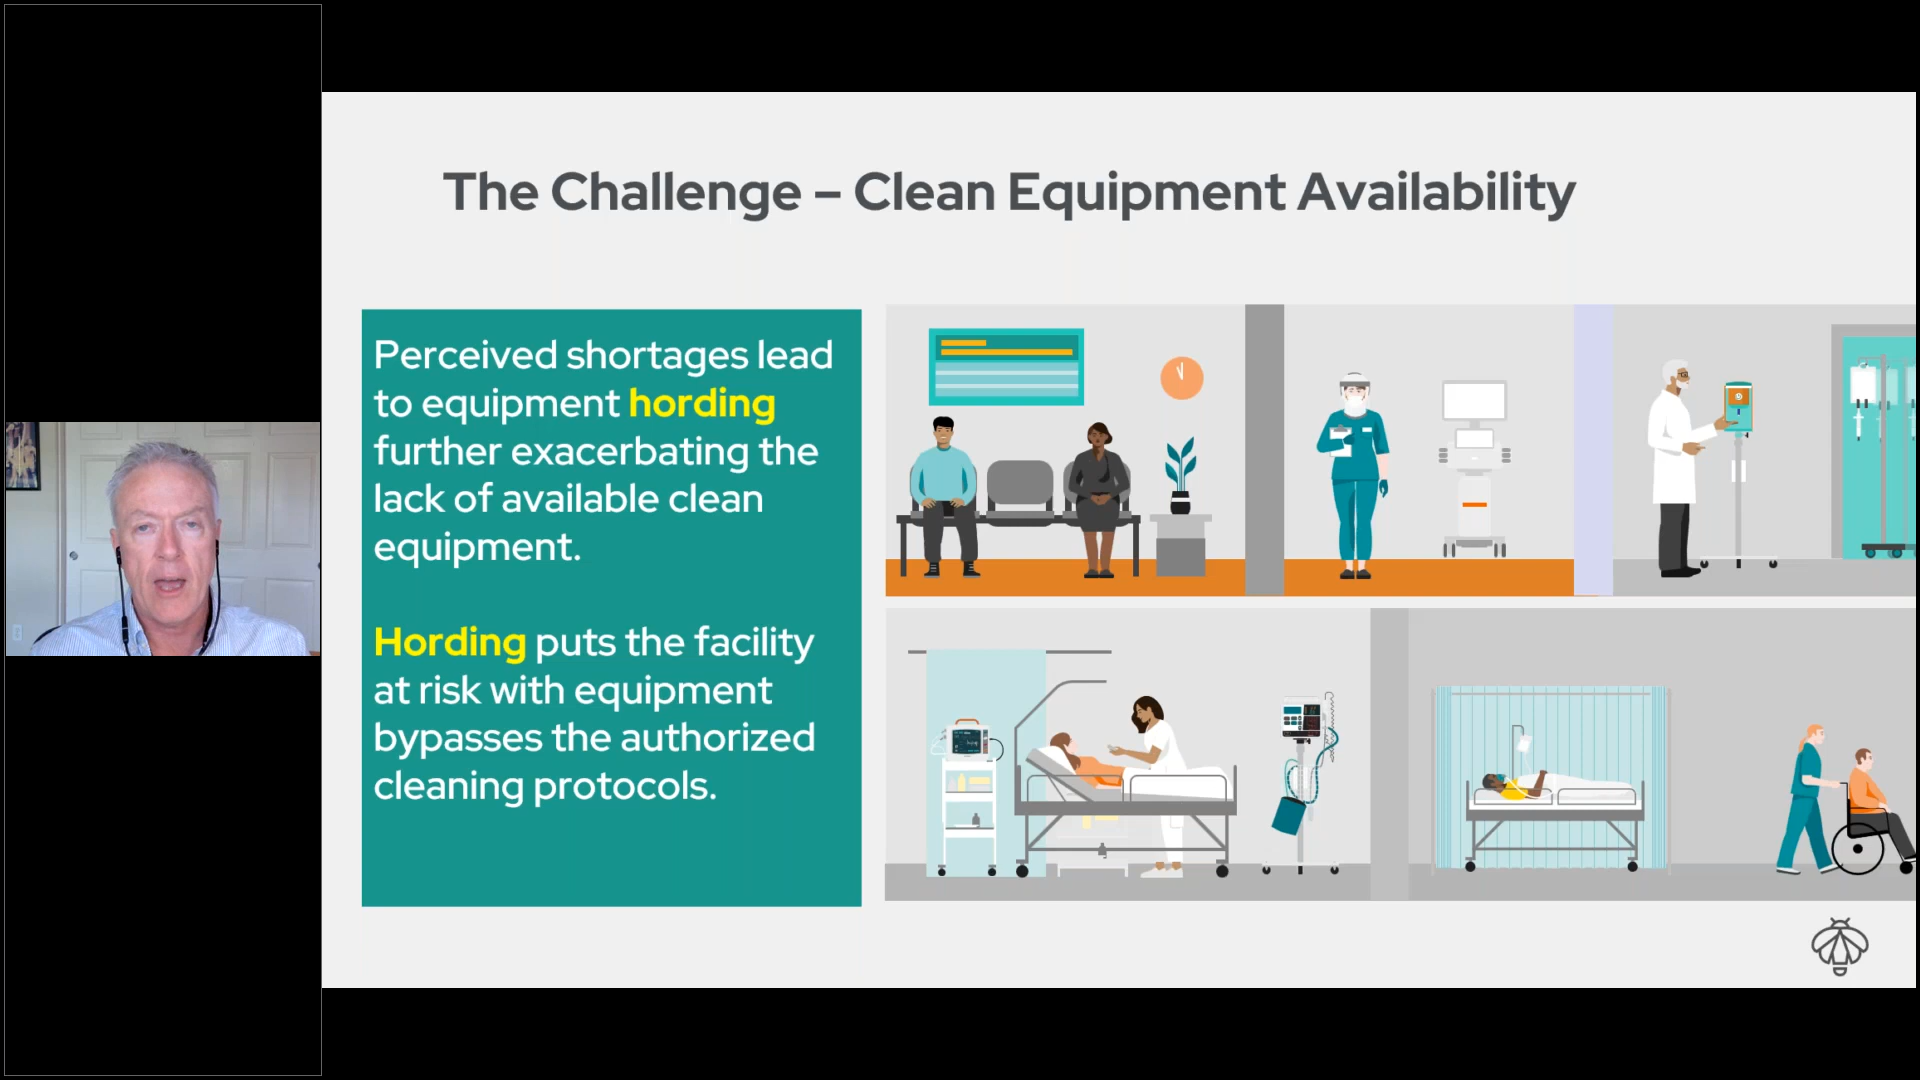 The Challenge – Clean Equipment Availability
Perceived shortages lead
to equipment hording
further exacerbating the
lack of available clean
equipment.
Hording puts the facility
at risk with equipment
bypasses the authorized
cleaning protocols.